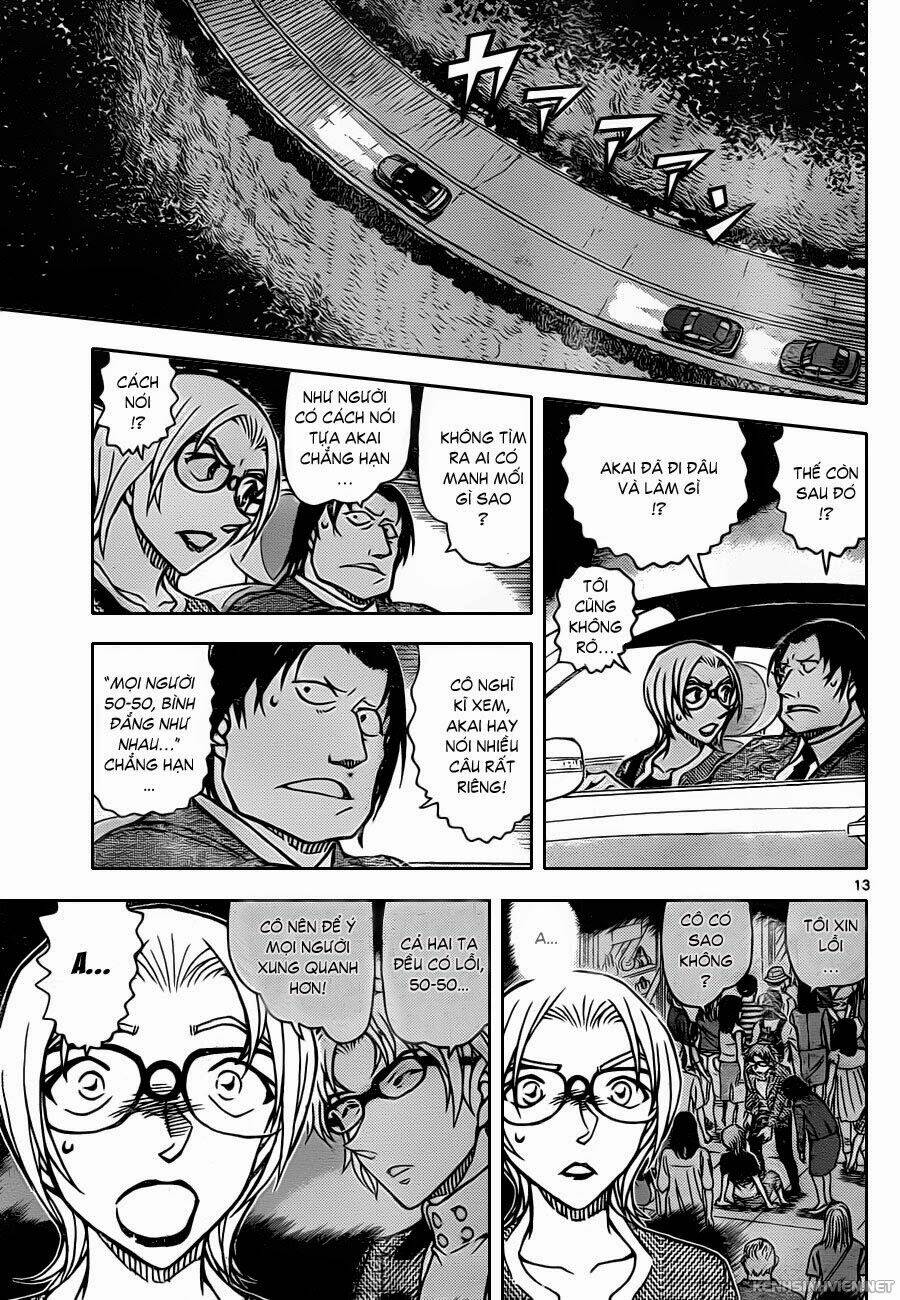 カァァァ
THẾ CÒN
SAU ĐÓ
!?
AKAI ĐÃ ĐI ĐÂU
VÀ LÀM GÌ
!?
TÔI
CŨNG
KHÔNG
RÕ...
KHÔNG TÌM
RA AI CÓ
MANH MỐI
GÌ SAO
?
NHƯ NGƯỜI
CÓ CÁCH NÓI
TỰA AKAI
CHẲNG HẠN
...
CÁCH
NÓI
!?
CÔ NGHĨ
KĨ XEM,
AKAI HAY
NÓI NHIỀU
CÂU RẤT
RIÊNG!
"MỌI NGƯỜI
50-50, BÌNH
ĐẲNG NHƯ
NHAU..."
CHẲNG HẠN
...
13
TÔI XIN
LỖI
...
CÔ CÓ
SAO
KHÔNG
?
A...
CẢ HAI TA
ĐỀU CÓ LỖI,
50-50...
CÔ NÊN ĐỂ Ý
MỌI NGƯỜI
XUNG QUANH
HƠN!
A...
KENHSINHVIEN.NET